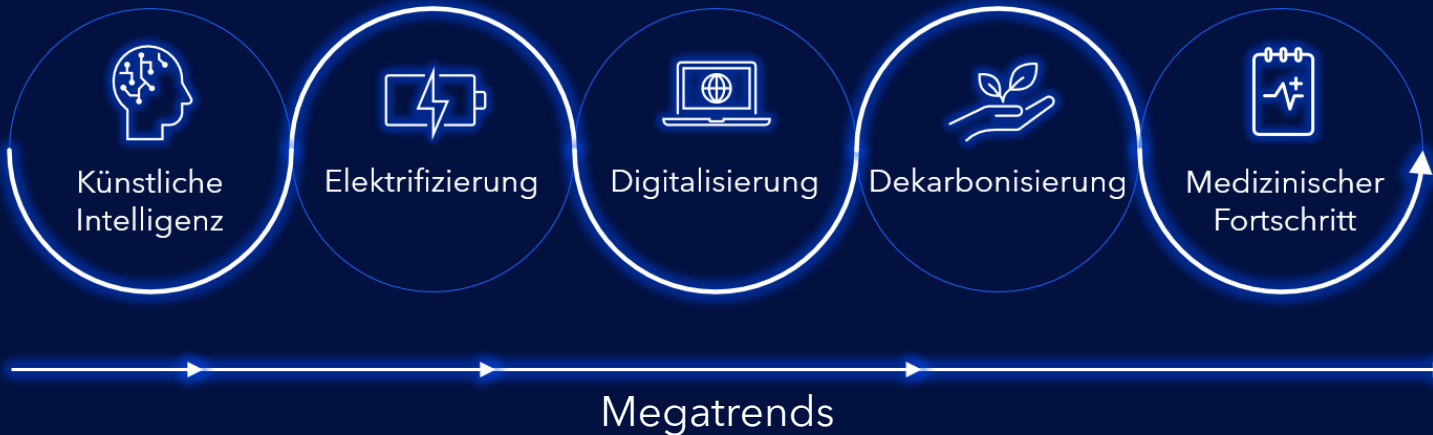 Künstliche
Intelligenz
Elektrifizierung
Digitalisierung
Dekarbonisierung
Medizinischer
Fortschritt
Megatrends